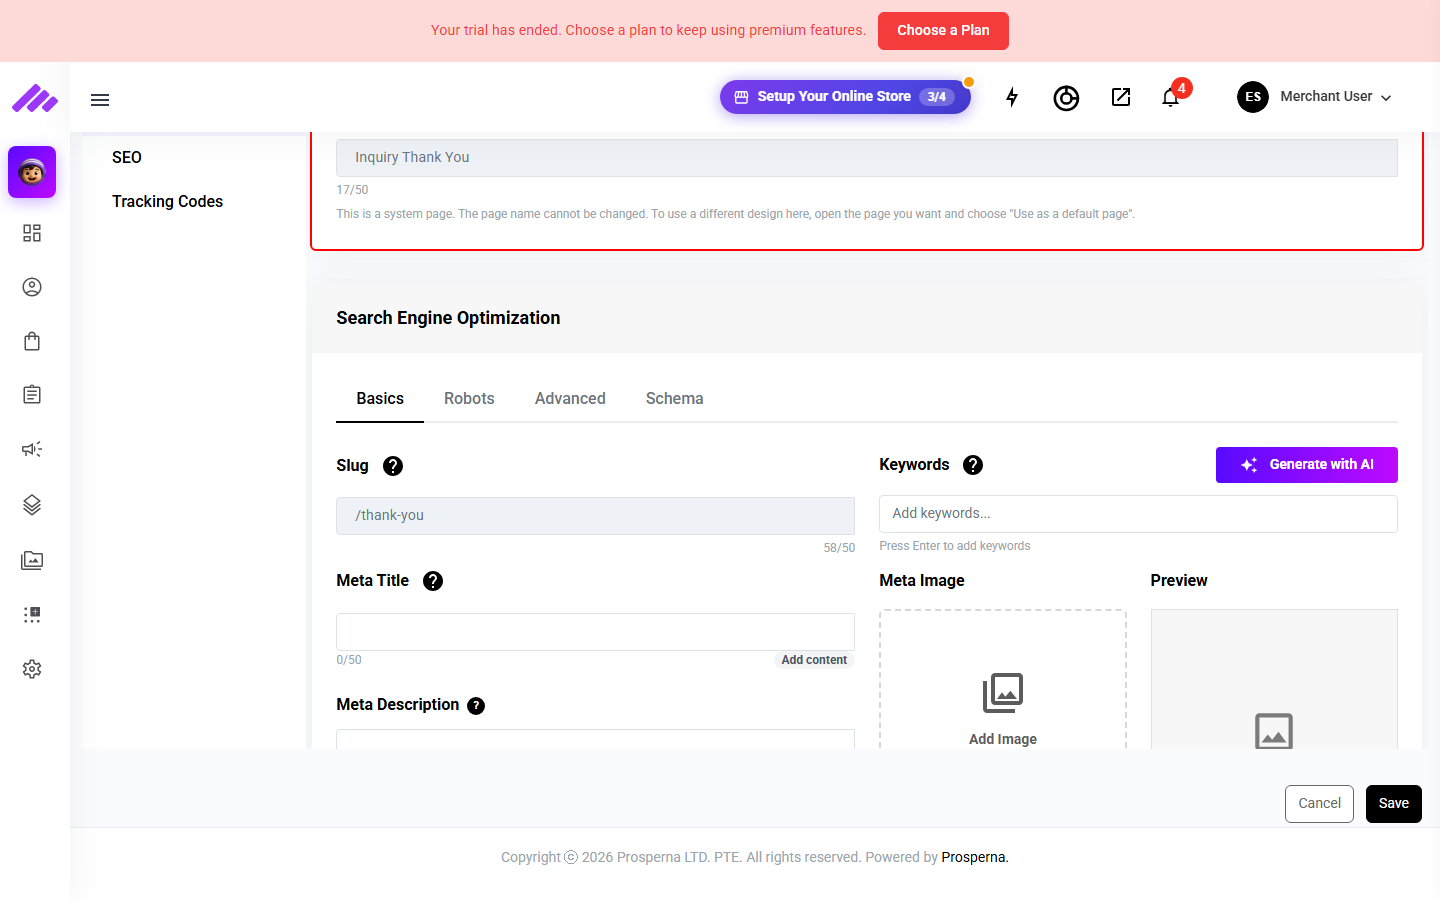 Your trial has ended. Choose a plan to keep using premium features.
Choose a Plan
Setup Your Online Store
3/4
4
ES
Merchant User
SEO
Tracking Codes
Inquiry Thank You
17/50
This is a system page. The page name cannot be changed. To use a different design here, open the page you want and choose "Use as a default page".
Search Engine Optimization
Basics
Robots
Advanced
Schema
Slug
/thank-you
58/50
Keywords
Generate with AI
Add keywords...
Press Enter to add keywords
Meta Title
0/50
Add content
Meta Image
Preview
Add Image
Meta Description
Cancel
Save
Copyright © 2026 Prosperna LTD. PTE. All rights reserved. Powered by Prosperna.